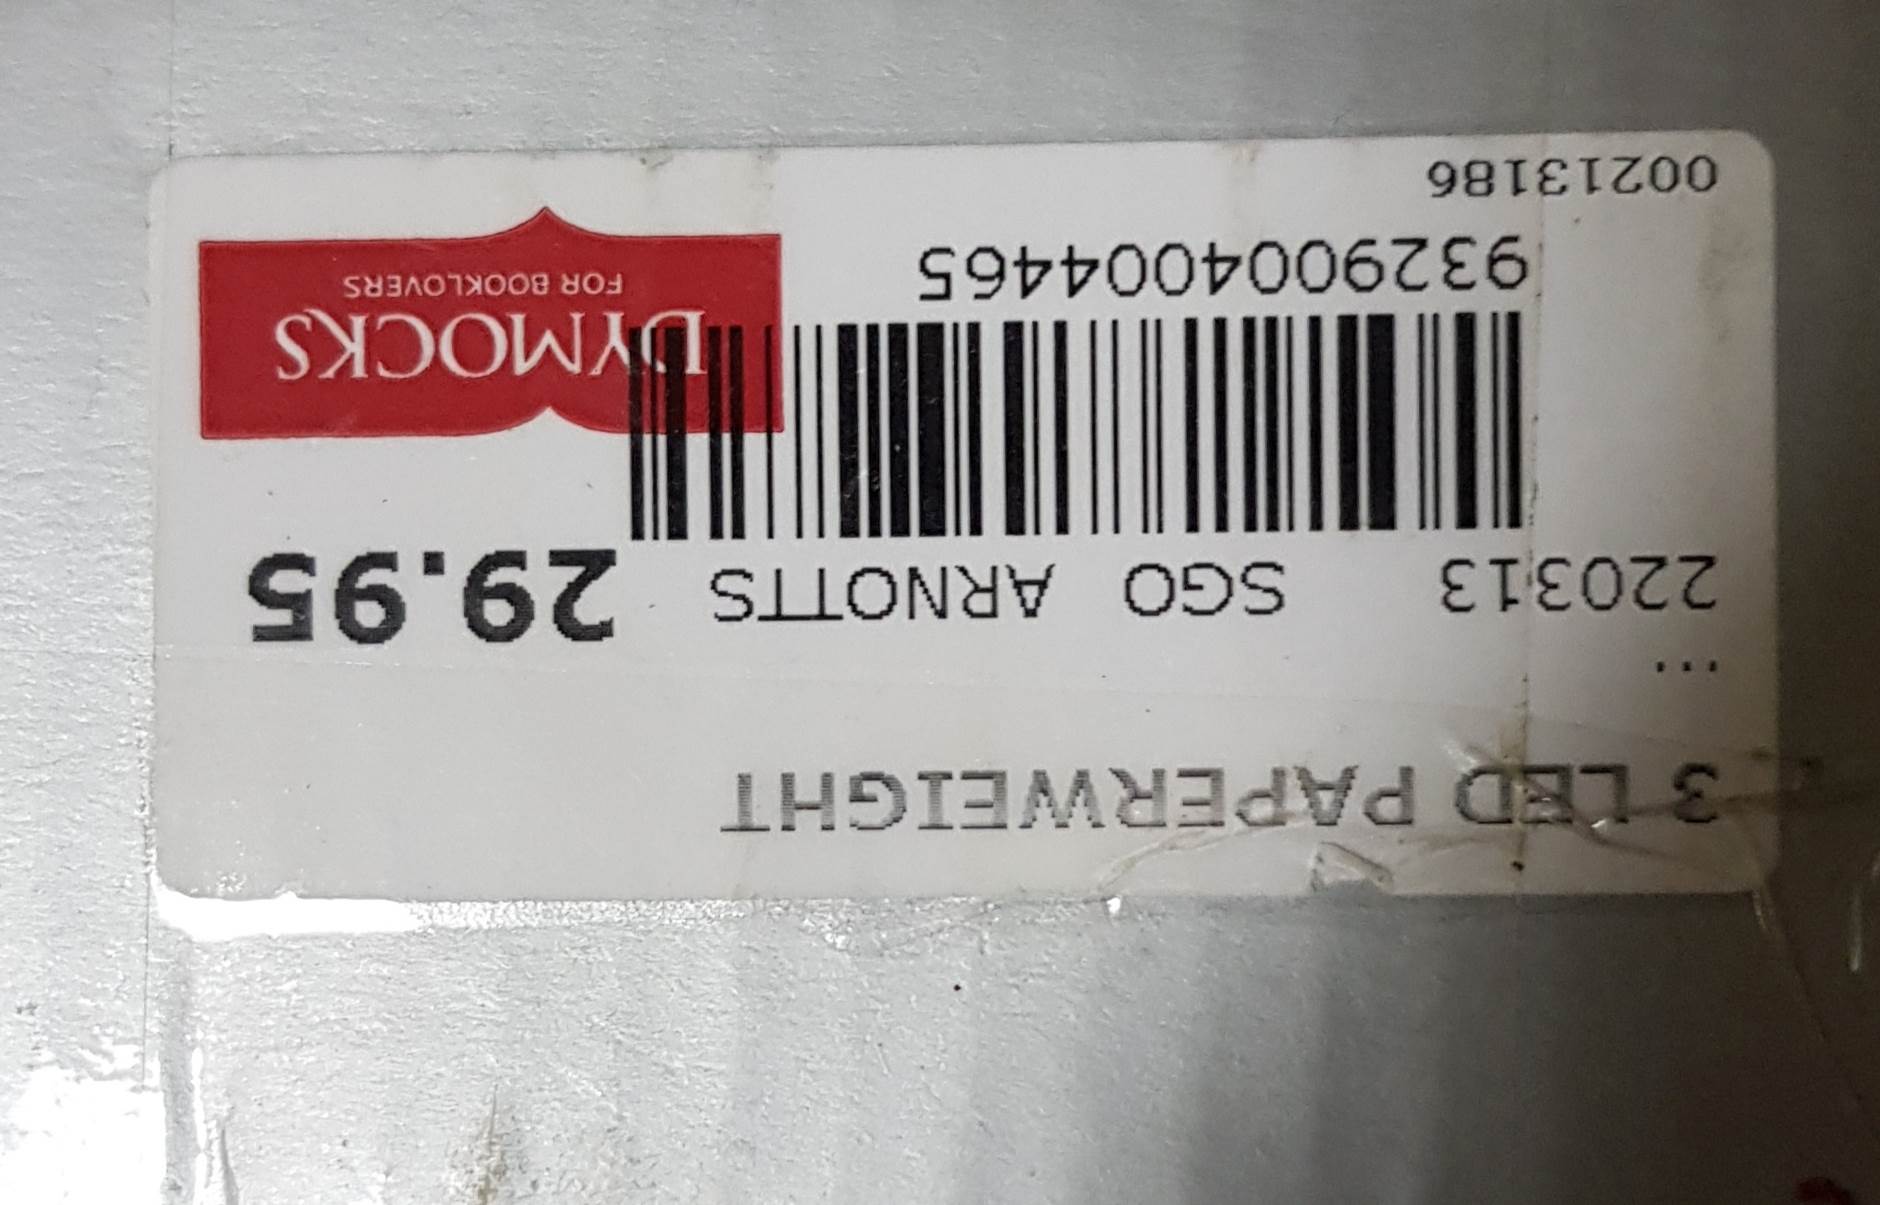 3 LED PAPERWEIGHT
...
220313 SGO ARNOTTS 29.95
9329004004465
DYMOCKS
FOR BOOKLOVERS
00213186